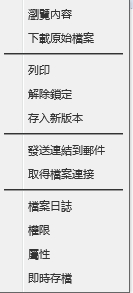 瀏覽內容
下載原始檔案
列印
解除鎖定
存入新版本
發送連結到郵件
取得檔案連接
檔案日誌
權限
屬性
即時存檔